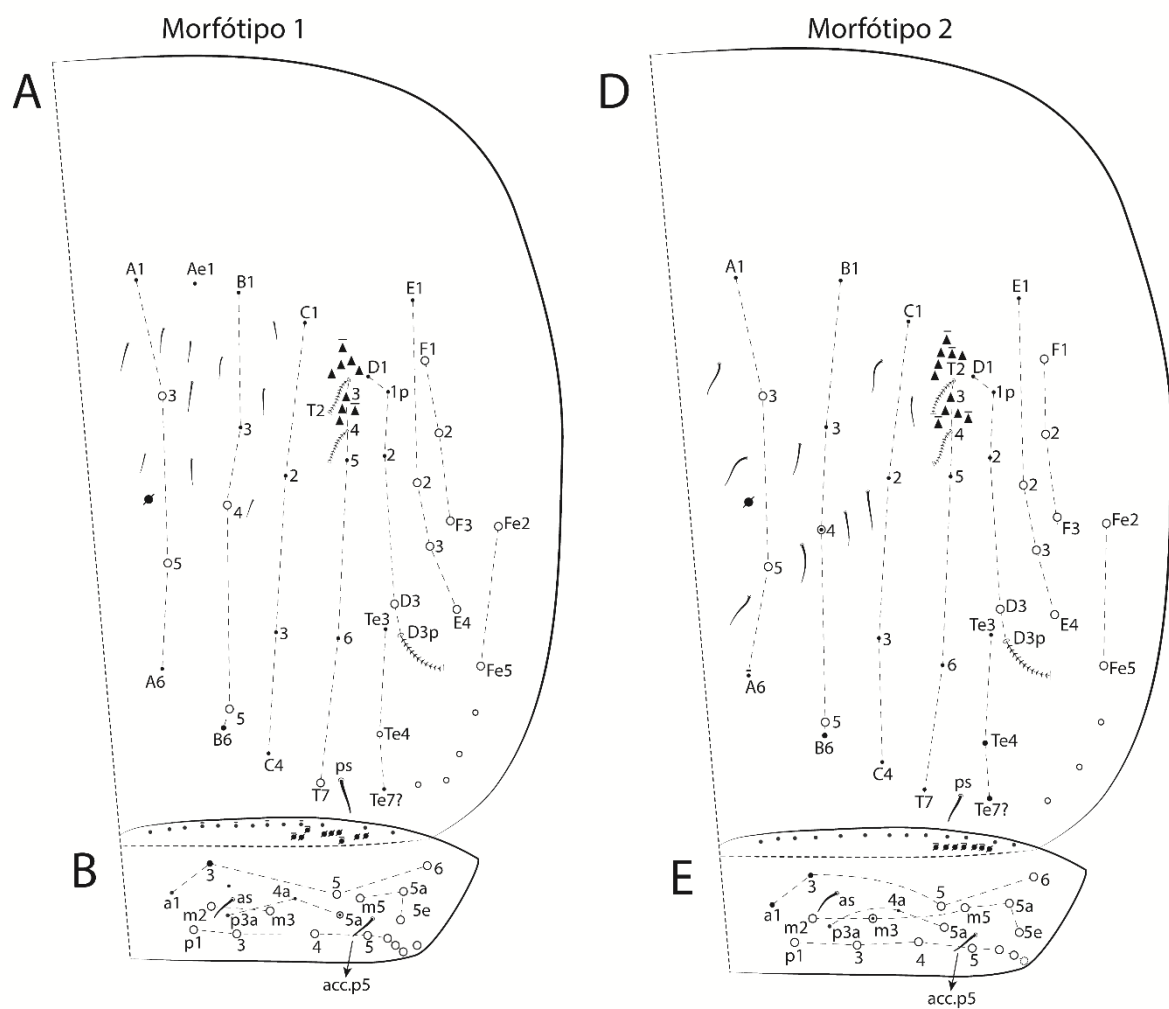 Morfótipo 1
Morfótipo 2
A
D
A1
Ae1
B1
C1
E1
F1
D1
1p
3
T2
3
4
5
2
2
3
2
4
2
F3
Fe2
3
5
D3
E4
D3p
Te3
3
6
Fe5
A6
5
B6
Te4
C4
T7
ps
Te7?
A1
B1
C1
E1
F1
D1
T2
1p
3
3
4
5
2
2
3
2
2
4
F3
Fe2
3
5
D3
E4
D3p
Te3
3
6
Fe5
A6
5
B6
Te4
C4
T7
ps
Te7?
B
3
a1
as
4a
5
6
m5
5a
m2
p3a
m3
5a
5e
p1
3
4
5
acc.p5
E
3
a1
as
4a
5
6
m5
5a
m2
p3a
m3
5a
5e
p1
3
4
5
acc.p5